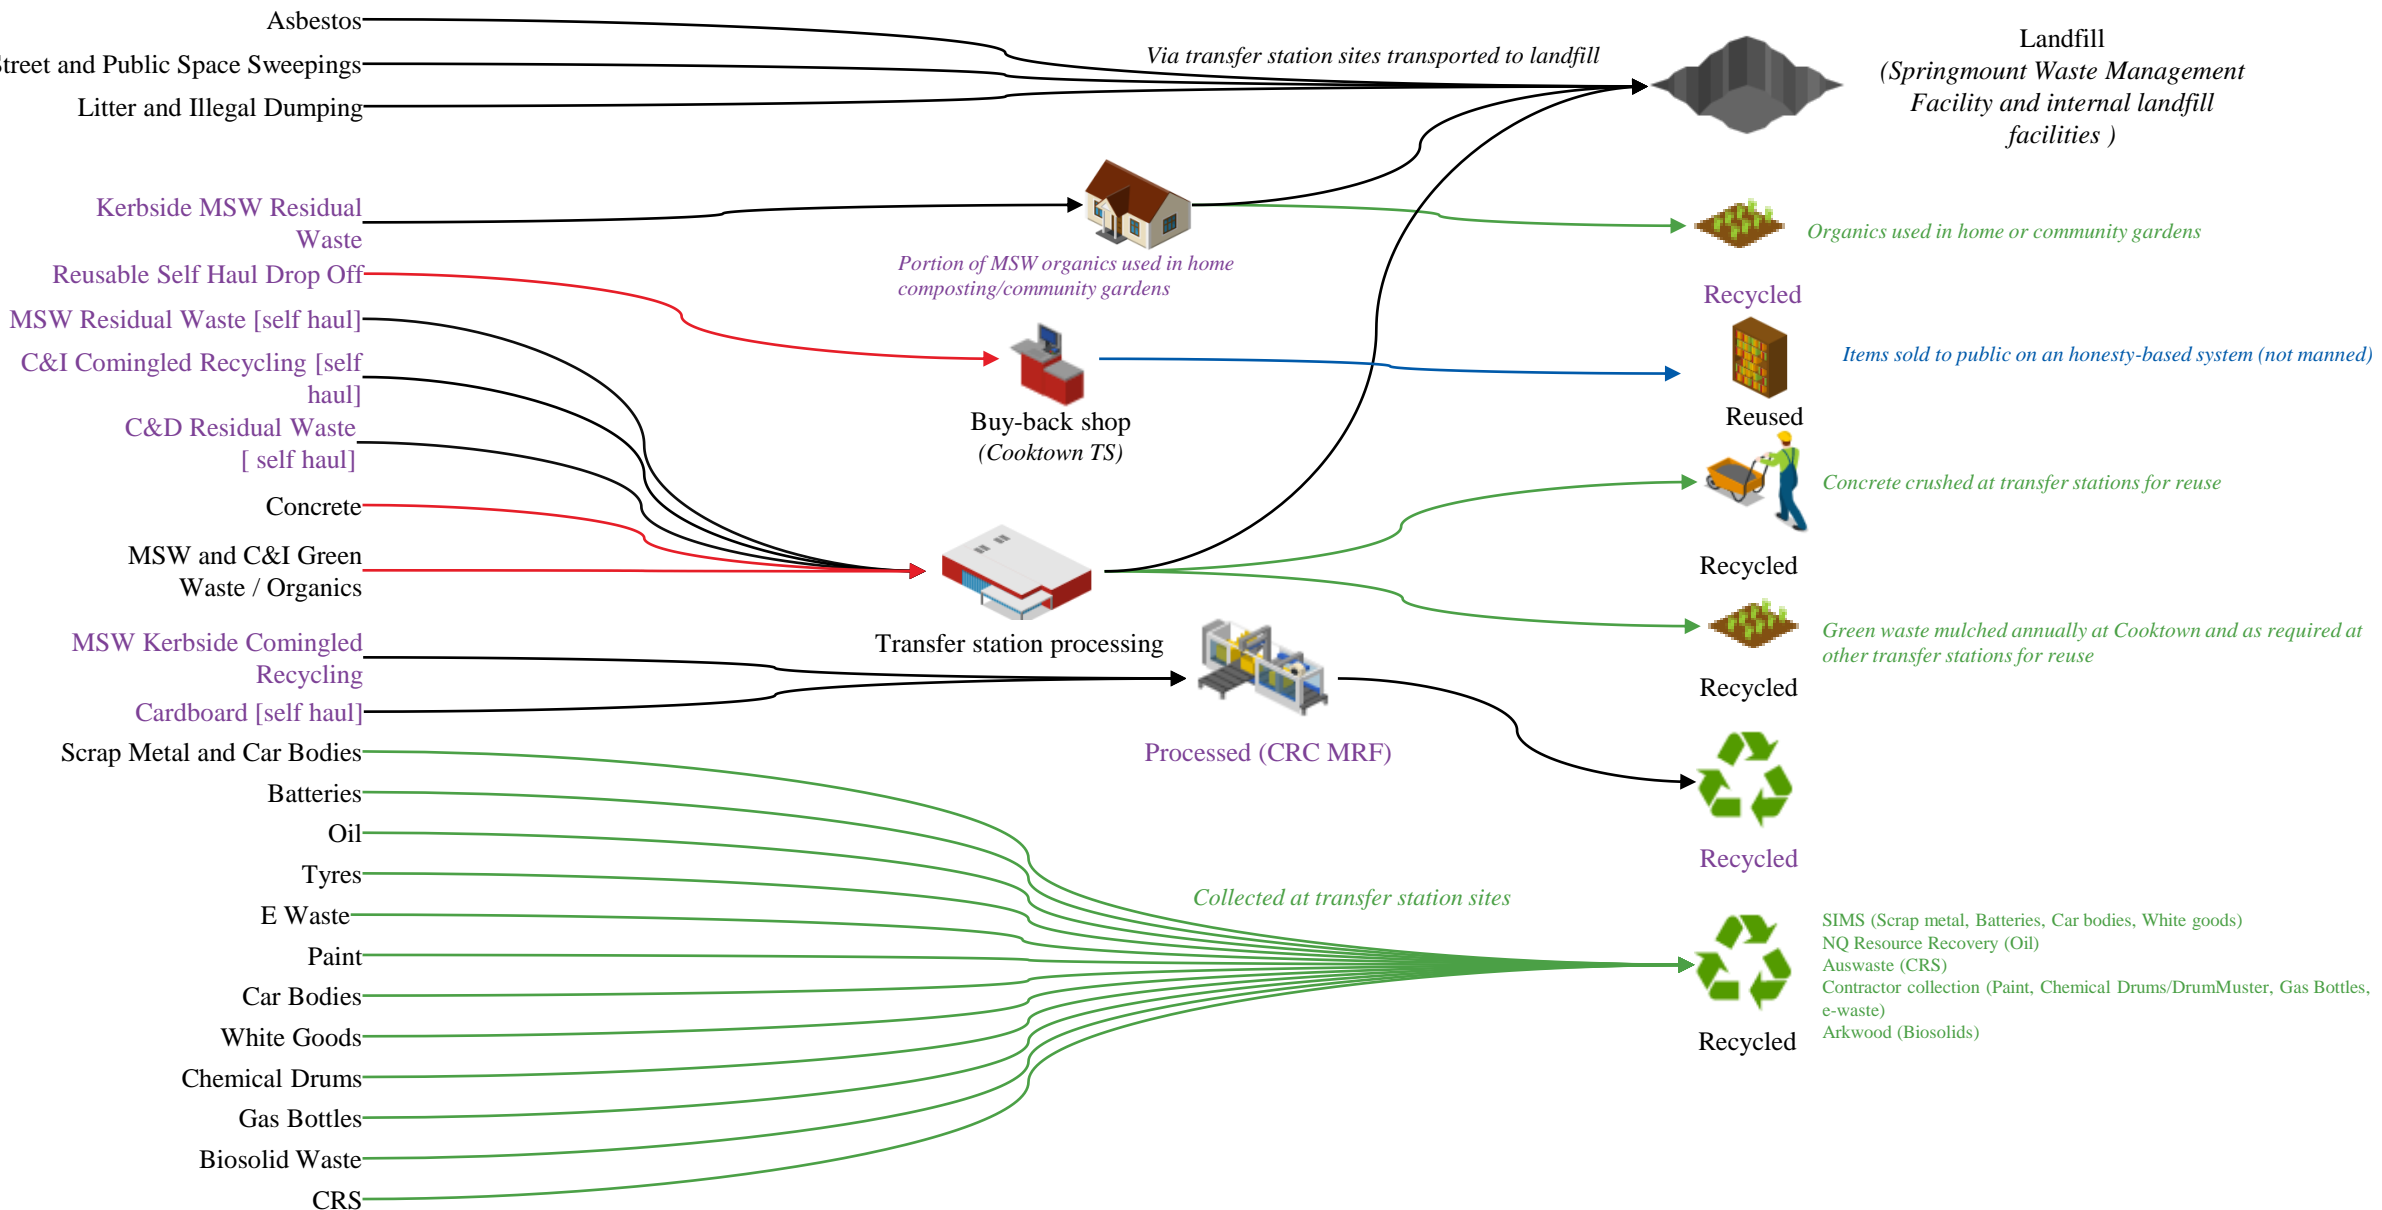 Asbestos
Street and Public Space Sweepings
Litter and Illegal Dumping
Via transfer station sites transported to landfill
Landfill
(Springmount Waste Management
Facility and internal landfill
facilities )
Kerbside MSW Residual
Waste
Reusable Self Haul Drop Off
MSW Residual Waste [self haul]
C&I Comingled Recycling [self
haul]
C&D Residual Waste
[ self haul]
Concrete
MSW and C&I Green
Waste / Organics
MSW Kerbside Comingled
Recycling
Cardboard [self haul]
Scrap Metal and Car Bodies
Batteries
Oil
Tyres
E Waste
Paint
Car Bodies
White Goods
Chemical Drums
Gas Bottles
Biosolid Waste
CRS
Portion of MSW organics used in home
composting/community gardens
Buy-back shop
(Cooktown TS)
Transfer station processing
Processed (CRC MRF)
Collected at transfer station sites
Organics used in home or community gardens
Recycled
Items sold to public on an honesty-based system (not manned)
Reused
Concrete crushed at transfer stations for reuse
Recycled
Green waste mulched annually at Cooktown and as required at
other transfer stations for reuse
Recycled
Recycled
SIMS (Scrap metal, Batteries, Car bodies, White goods)
NQ Resource Recovery (Oil)
Auswaste (CRS)
Contractor collection (Paint, Chemical Drums/DrumMuster, Gas Bottles,
e-waste)
Arkwood (Biosolids)
Recycled